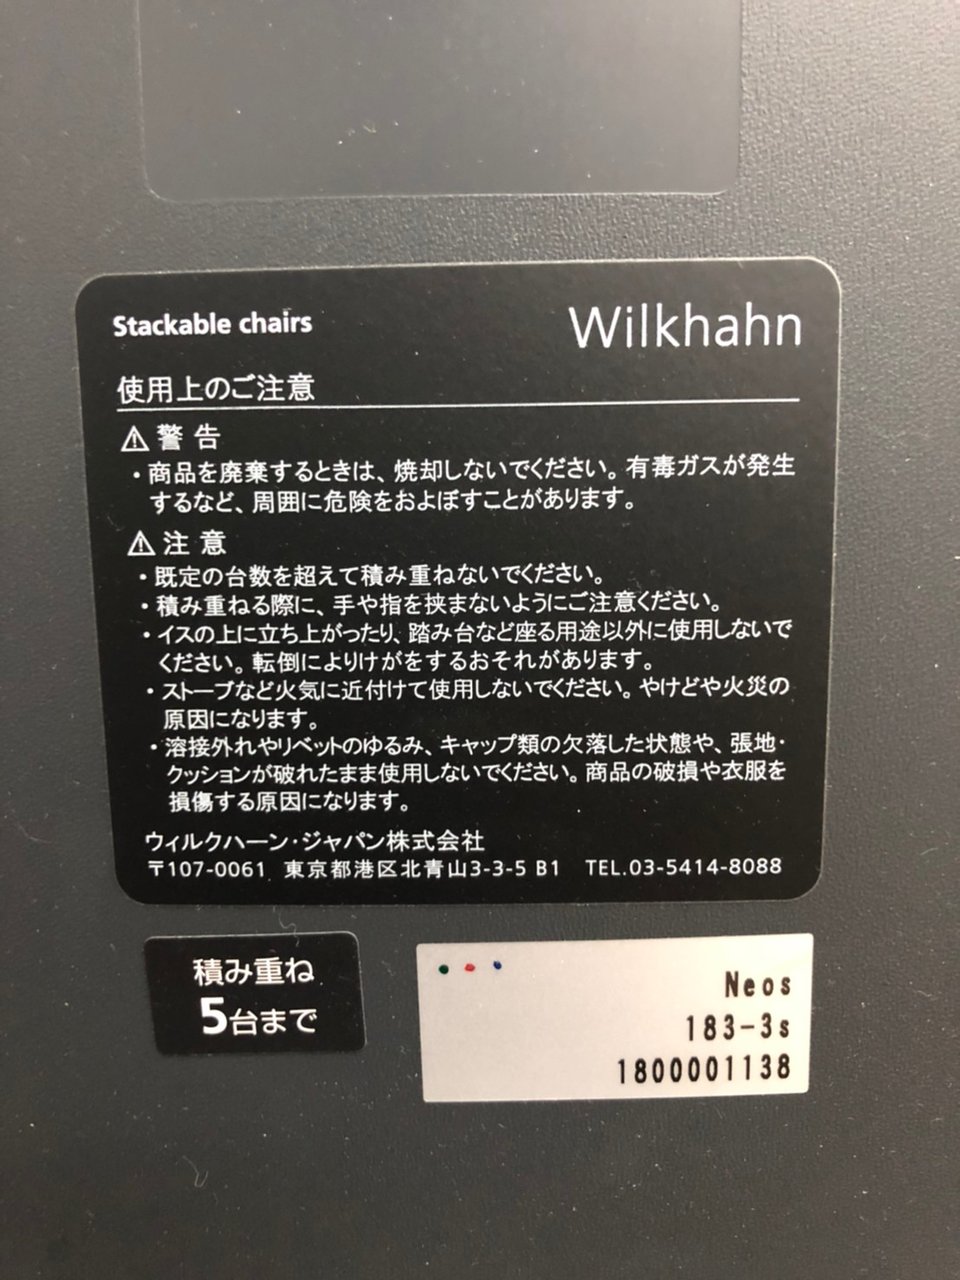 Stackable chairs
Wilkhahn
使用上のご注意
⚠ 警 告
・商品を廃棄するときは、焼却しないでください。有毒ガスが発生
するなど、周囲に危険をおよぼすことがあります。
⚠ 注 意
・既定の台数を超えて積み重ねないでください。
・積み重ねる際に、手や指を挟まないようにご注意ください。
・イスの上に立ち上がったり、踏み台など座る用途以外に使用しないで
ください。転倒によりけがをするおそれがあります。
・ストーブなど火気に近付けて使用しないでください。やけどや火災の
原因になります。
・溶接外れやリベットのゆるみ、キャップ類の欠落した状態や、張地・
クッションが破れたまま使用しないでください。商品の破損や衣服を
損傷する原因になります。
ウィルクハーン・ジャパン株式会社
〒107-0061 東京都港区北青山3-3-5 B1 TEL.03-5414-8088
積み重ね
5台まで
Neos
183-3s
1800001138